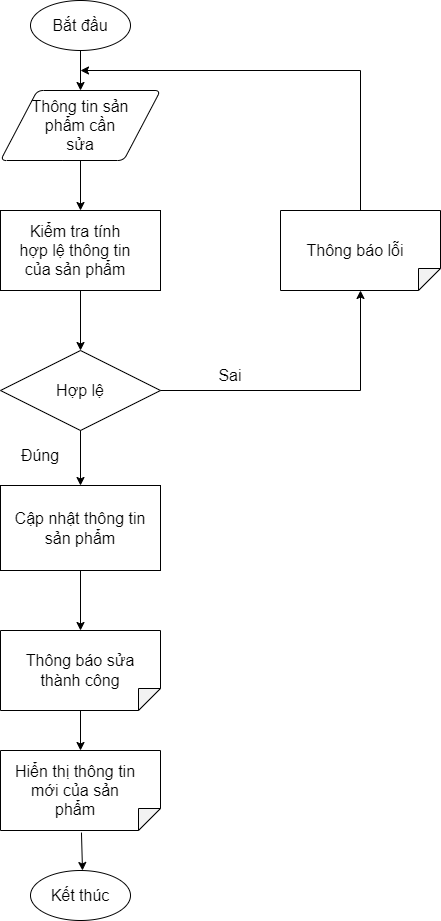 Bắt đầu
Thông tin sản
phẩm cần
sửa
Kiểm tra tính
hợp lệ thông tin
của sản phẩm
Thông báo lỗi
Hợp lệ
Sai
Đúng
Cập nhật thông tin
sản phẩm
Thông báo sửa
thành công
Hiển thị thông tin
mới của sản
phẩm
Kết thúc